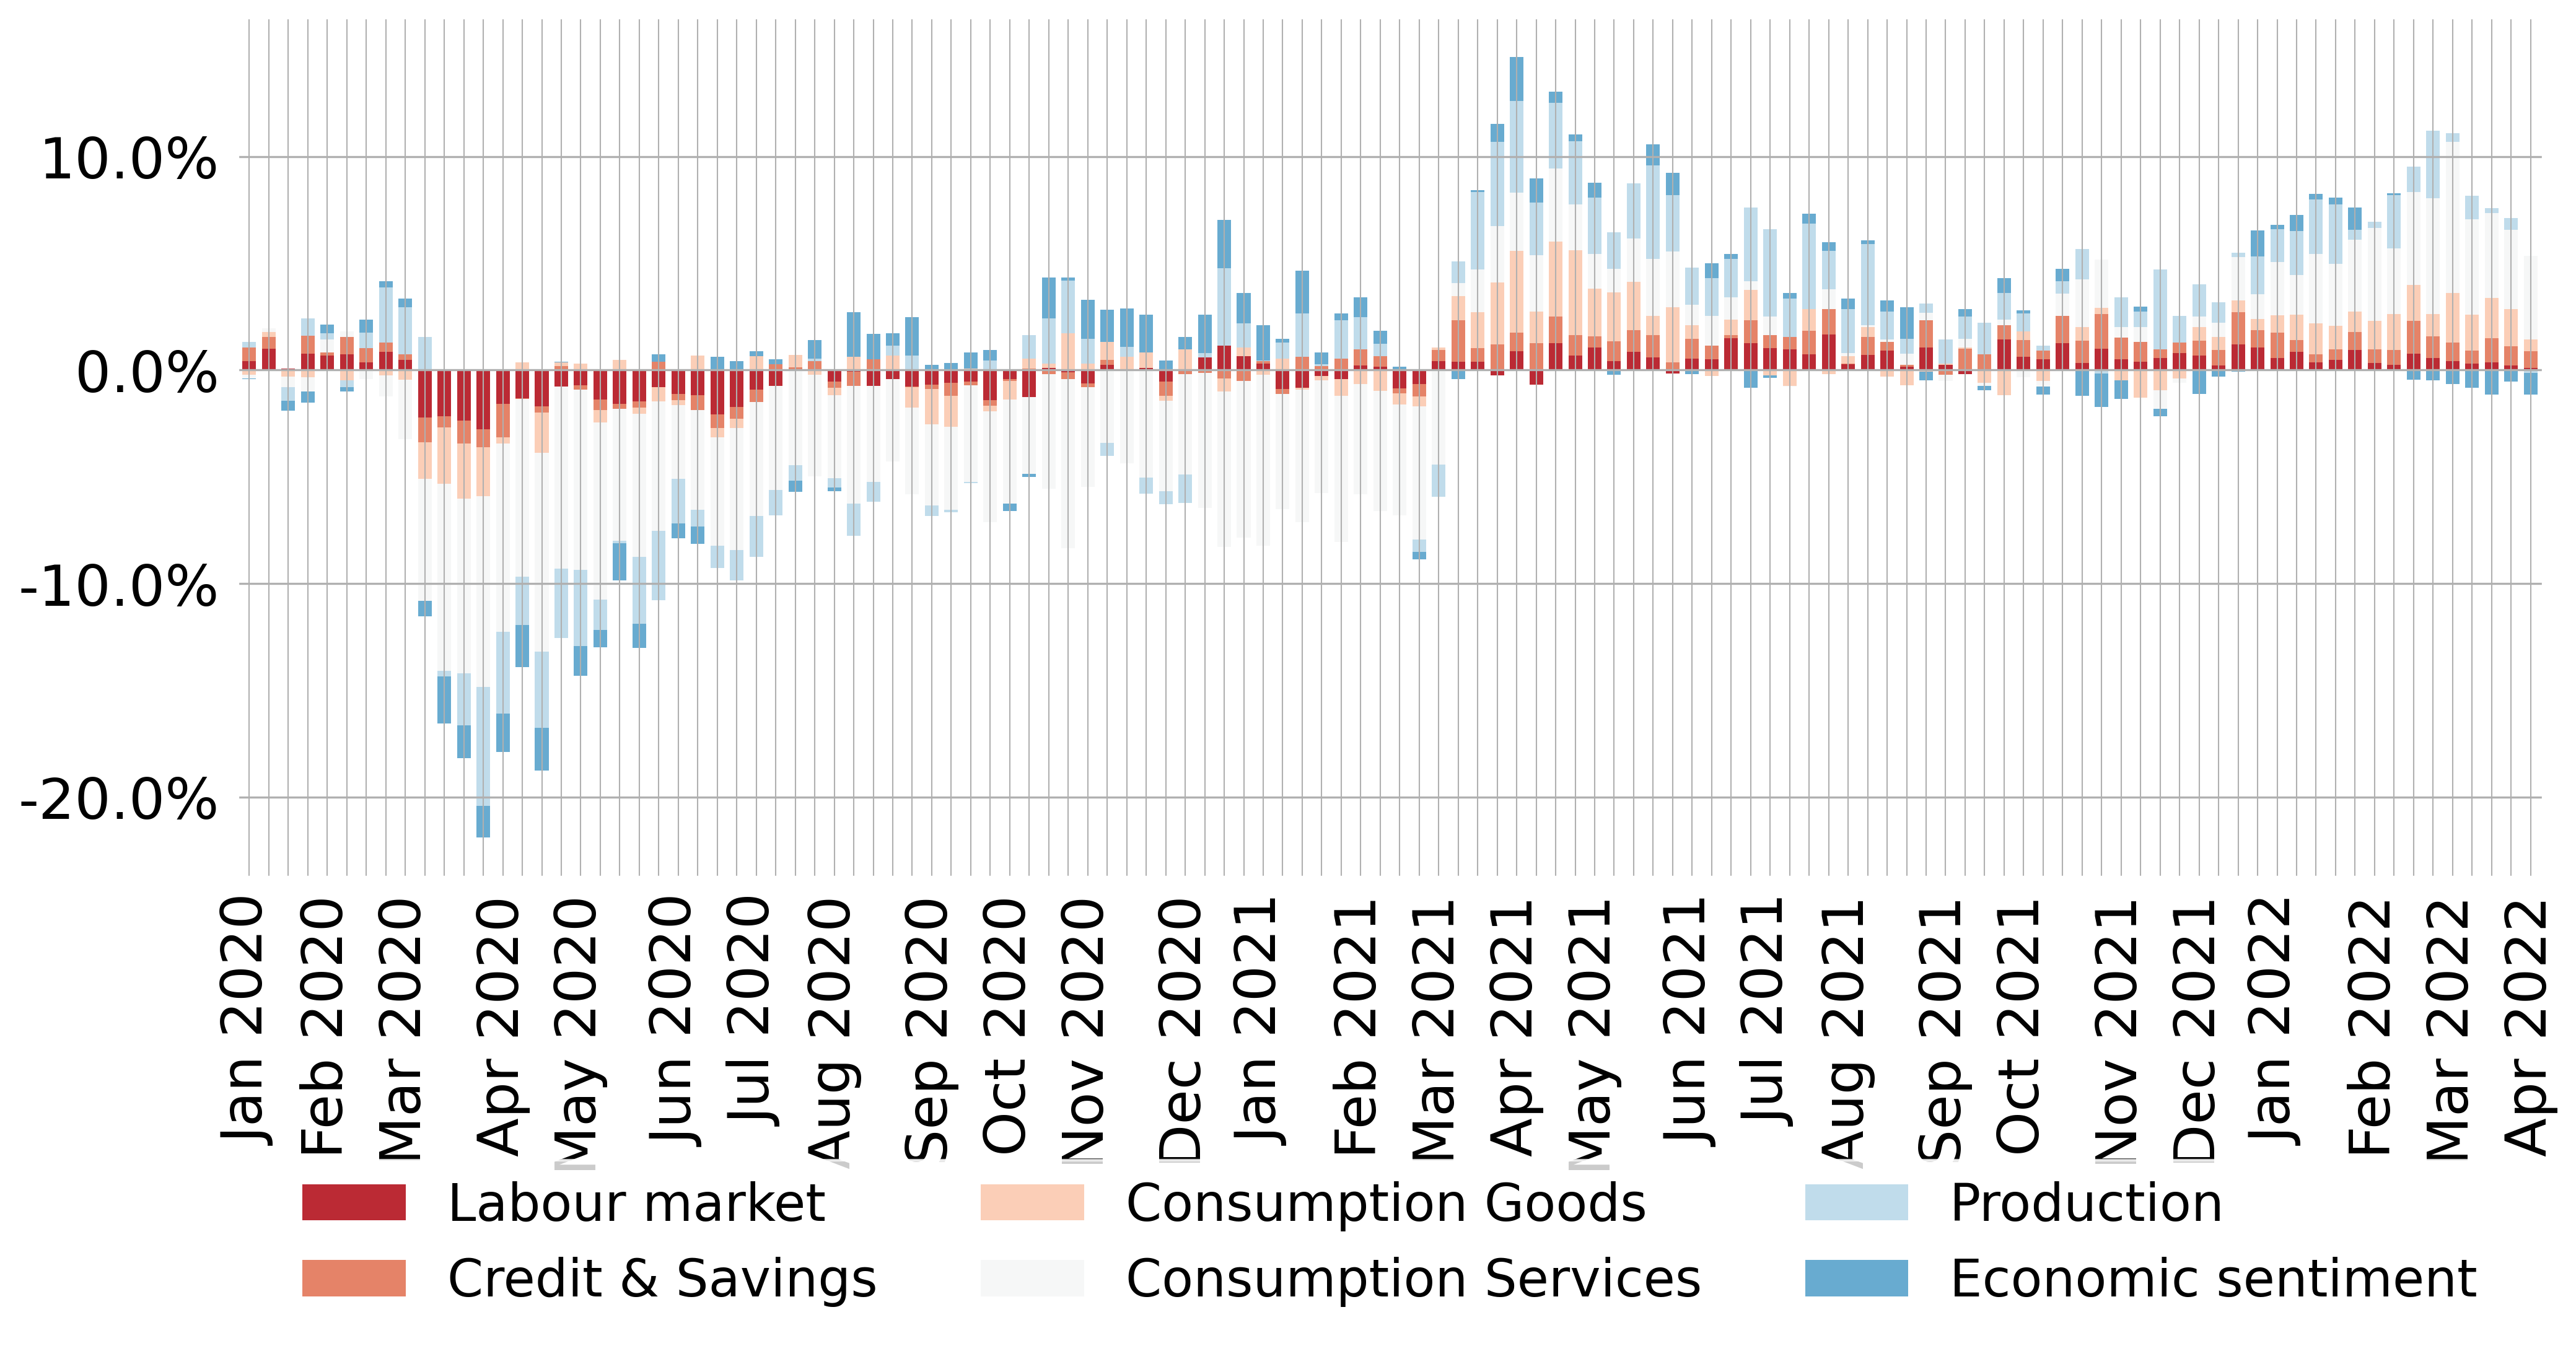 10.0%
0.0%
-10.0%
-20.0%
Jan 2020
Feb 2020
Mar 2020
Apr 2020
May 2020
Jun 2020
Jul 2020
Aug 2020
Sep 2020
Oct 2020
Nov 2020
Dec 2020
Jan 2021
Feb 2021
Mar 2021
Apr 2021
May 2021
Jun 2021
Jul 2021
Aug 2021
Sep 2021
Oct 2021
Nov 2021
Dec 2021
Jan 2022
Feb 2022
Mar 2022
Apr 2022
Labour market
Credit & Savings
Consumption Goods
Consumption Services
Production
Economic sentiment